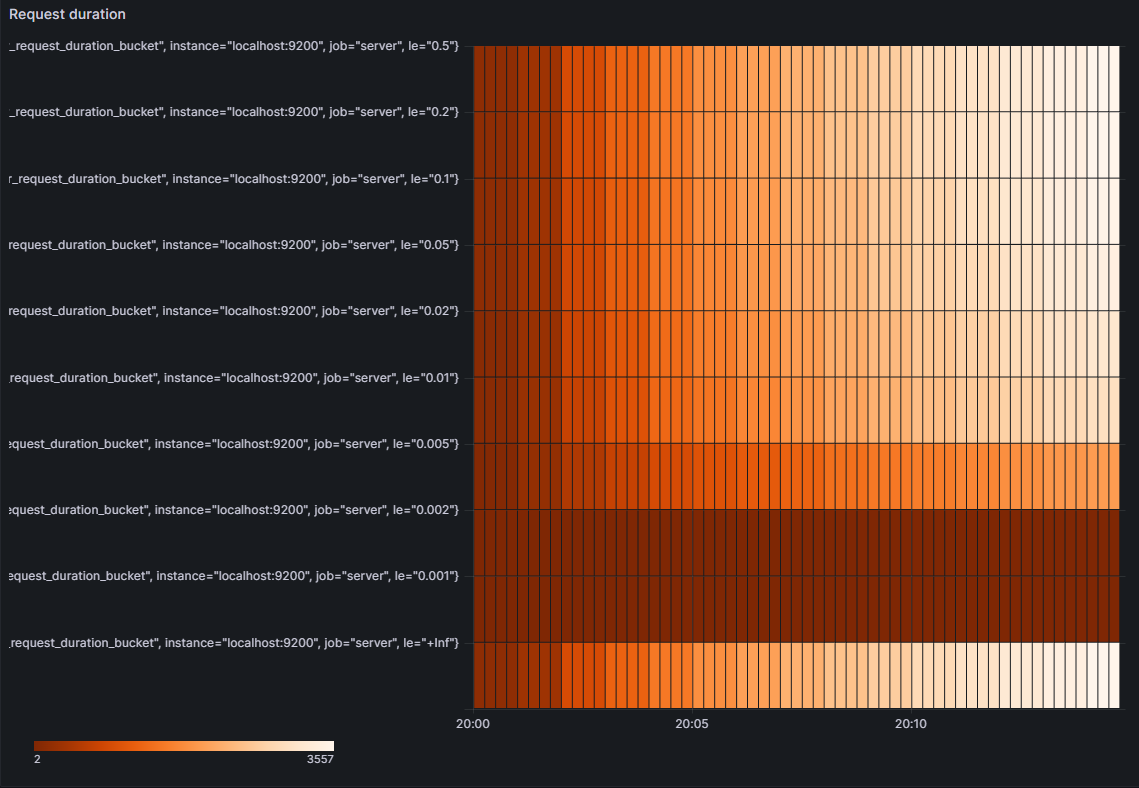 Request duration
_request_duration_bucket", instance="localhost:9200", job="server", le="0.5"}
_request_duration_bucket", instance="localhost:9200", job="server", le="0.2"}
r_request_duration_bucket", instance="localhost:9200", job="server", le="0.1"}
request_duration_bucket", instance="localhost:9200", job="server", le="0.05"}
request_duration_bucket", instance="localhost:9200", job="server", le="0.02"}
request_duration_bucket", instance="localhost:9200", job="server", le="0.01"}
equest_duration_bucket", instance="localhost:9200", job="server", le="0.005"}
equest_duration_bucket", instance="localhost:9200", job="server", le="0.002"}
equest_duration_bucket", instance="localhost:9200", job="server", le="0.001"}
_request_duration_bucket", instance="localhost:9200", job="server", le="+Inf"}
20:00 20:05 20:10
2 3557